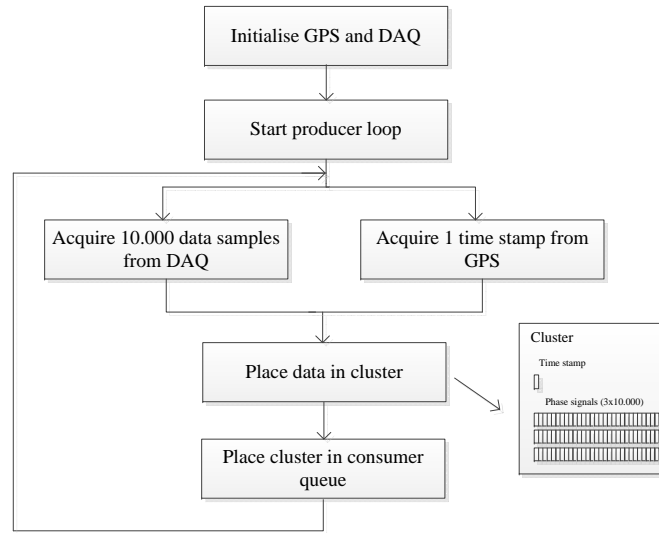 Initialise GPS and DAQ
Start producer loop
Acquire 10.000 data samples
from DAQ
Acquire 1 time stamp from
GPS
Place data in cluster
Place cluster in consumer
queue
Cluster
Time stamp
Phase signals (3x10.000)